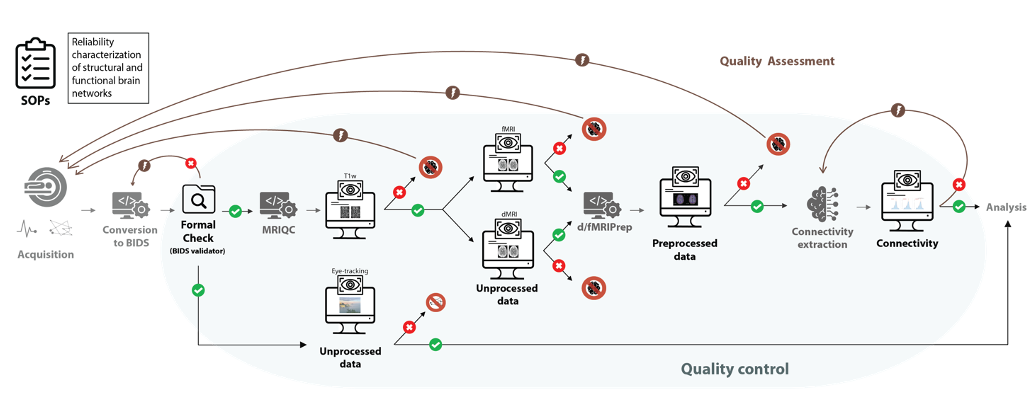 Reliability
characterization
of structural and
functional brain
networks
SOPs
Quality Assessment
fMRI
T1w
</>
Conversion
to BIDS
Formal
Check
(BIDS validator)
</>
MRIQC
dMRI
</>
d/fMRIPrep
Preprocessed
data
Connectivity
extraction
Connectivity
Analysis
Acquisition
Unprocessed
data
Eye-tracking
Unprocessed
data
Quality control